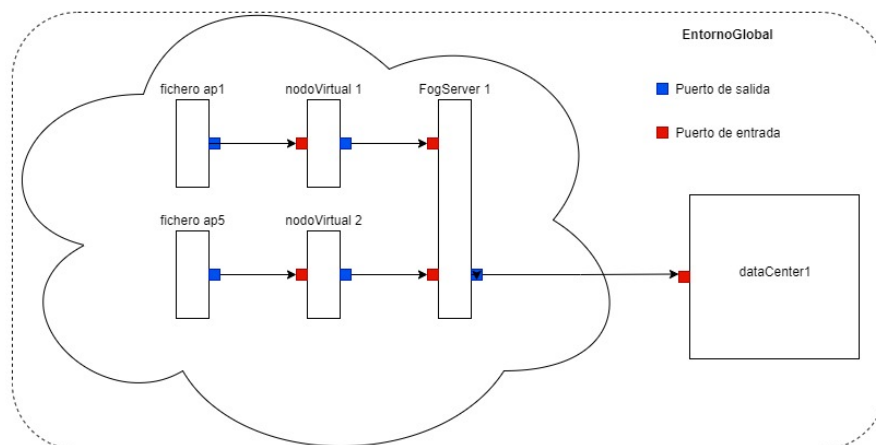 EntornoGlobal
fichero ap1
nodoVirtual 1
FogServer 1
Puerto de salida
Puerto de entrada
fichero ap5
nodoVirtual 2
dataCenter1